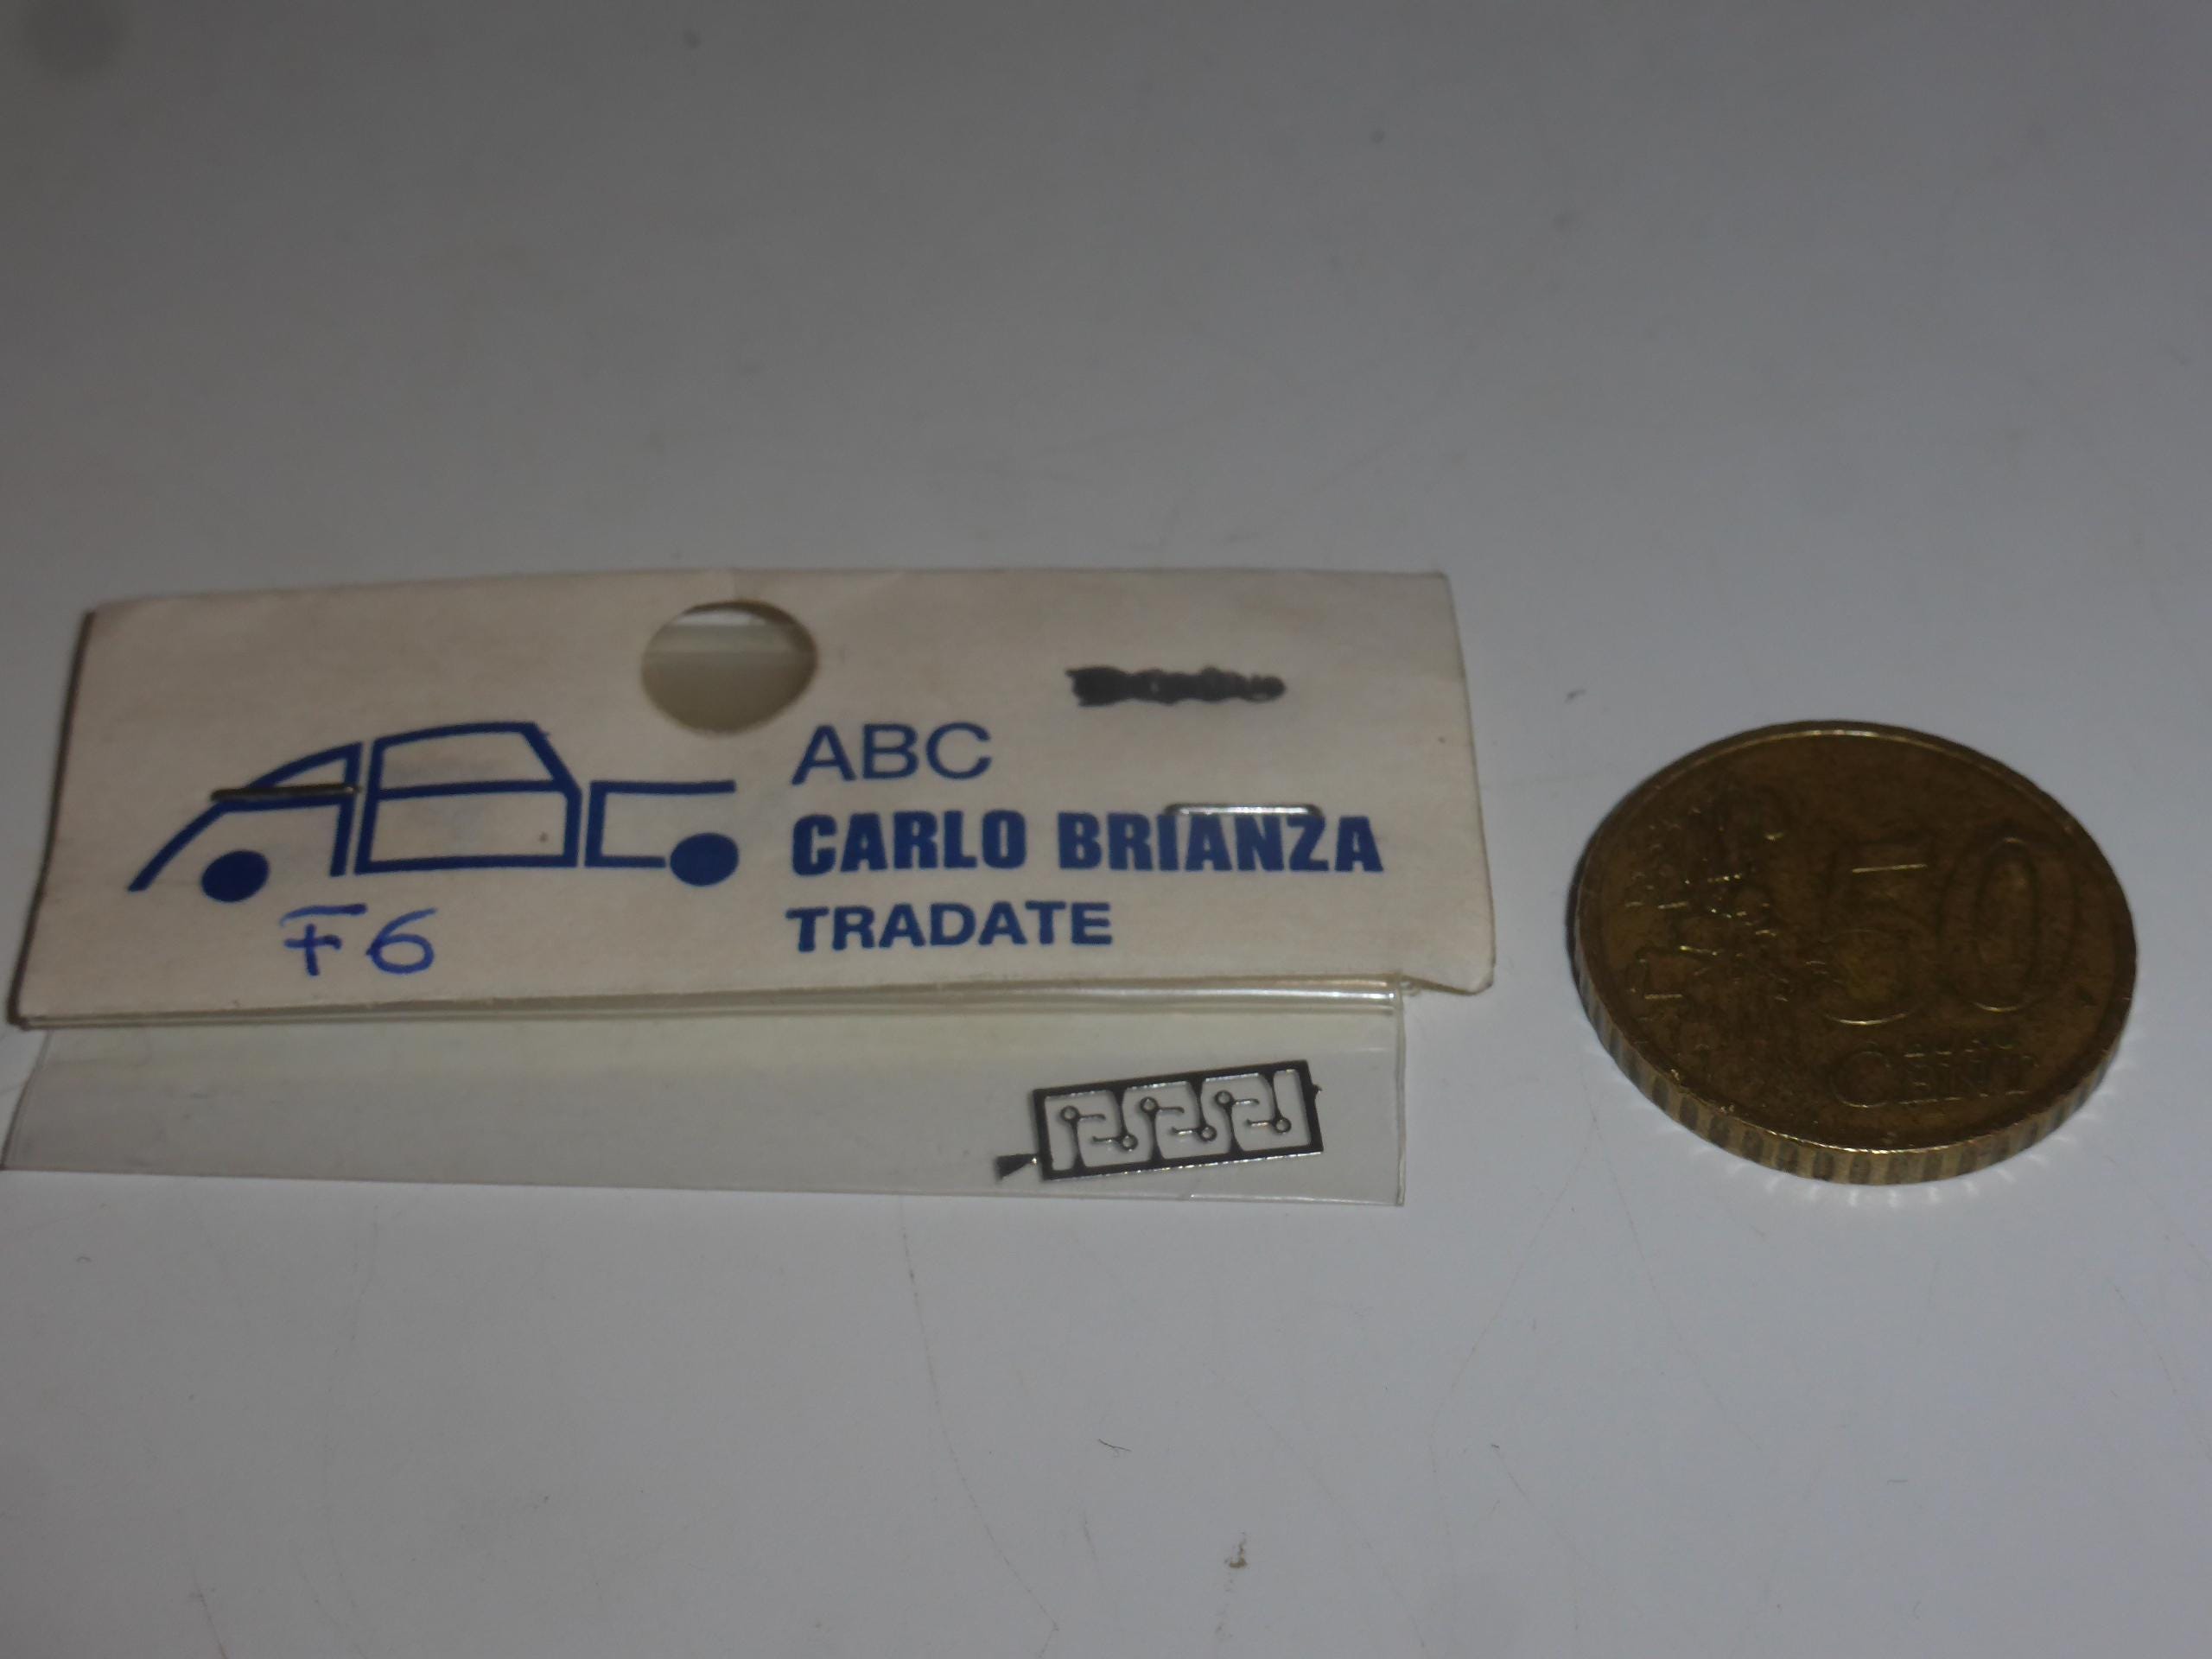 ABC
CARLO BRIANZA
TRADATE
F6
50
CENT